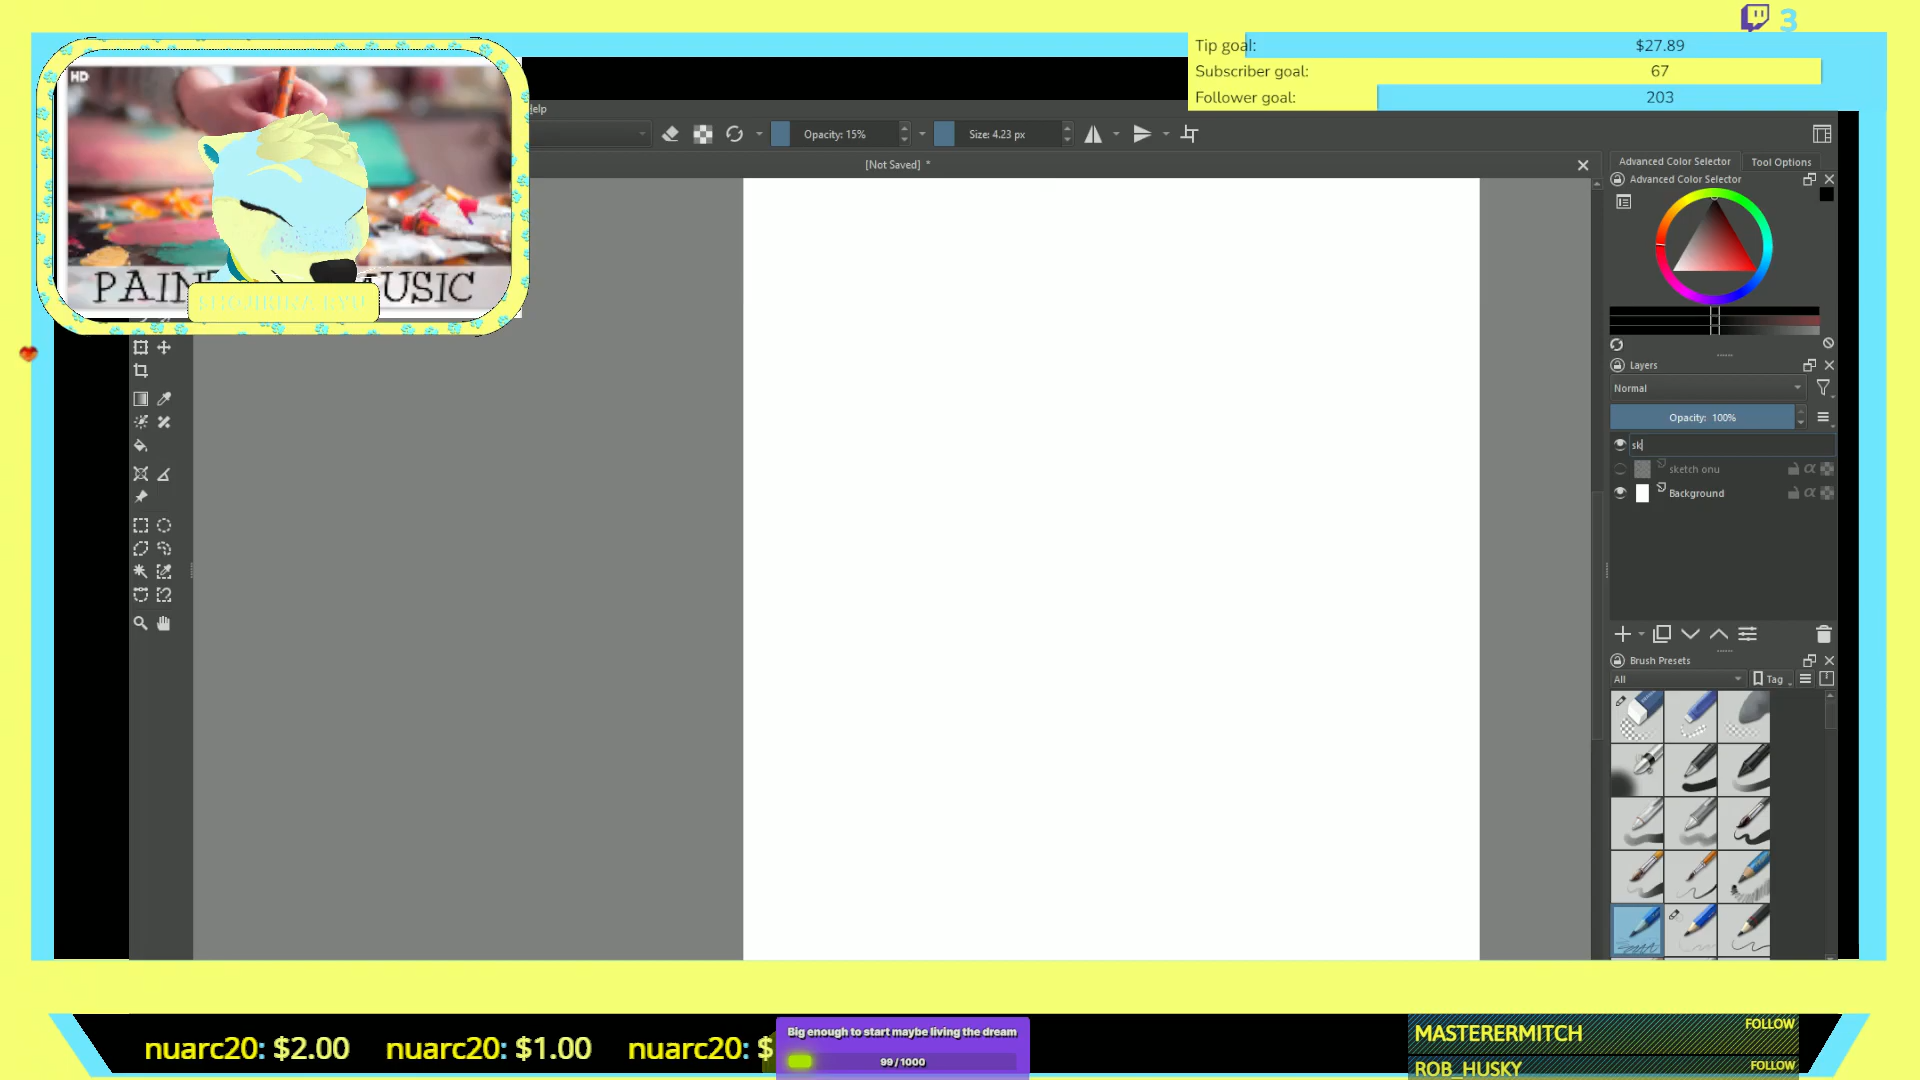 3
Tip goal: $27.89
Subscriber goal: 67
Follower goal: 203
HD
elp
Opacity: 15%
Size: 4.23 px
[Not Saved] *
Advanced Color Selector
Tool Options
Advanced Color Selector
PAIN
USIC
Layers
Normal
Opacity: 100%
sk
sketch onu
Background
Brush Presets
All
Tag
nuarc20: $2.00 nuarc20: $1.00 nuarc20: $
Big enough to start maybe living the dream
99 / 1000
MASTERERMITCH FOLLOW
ROB_HUSKY FOLLOW